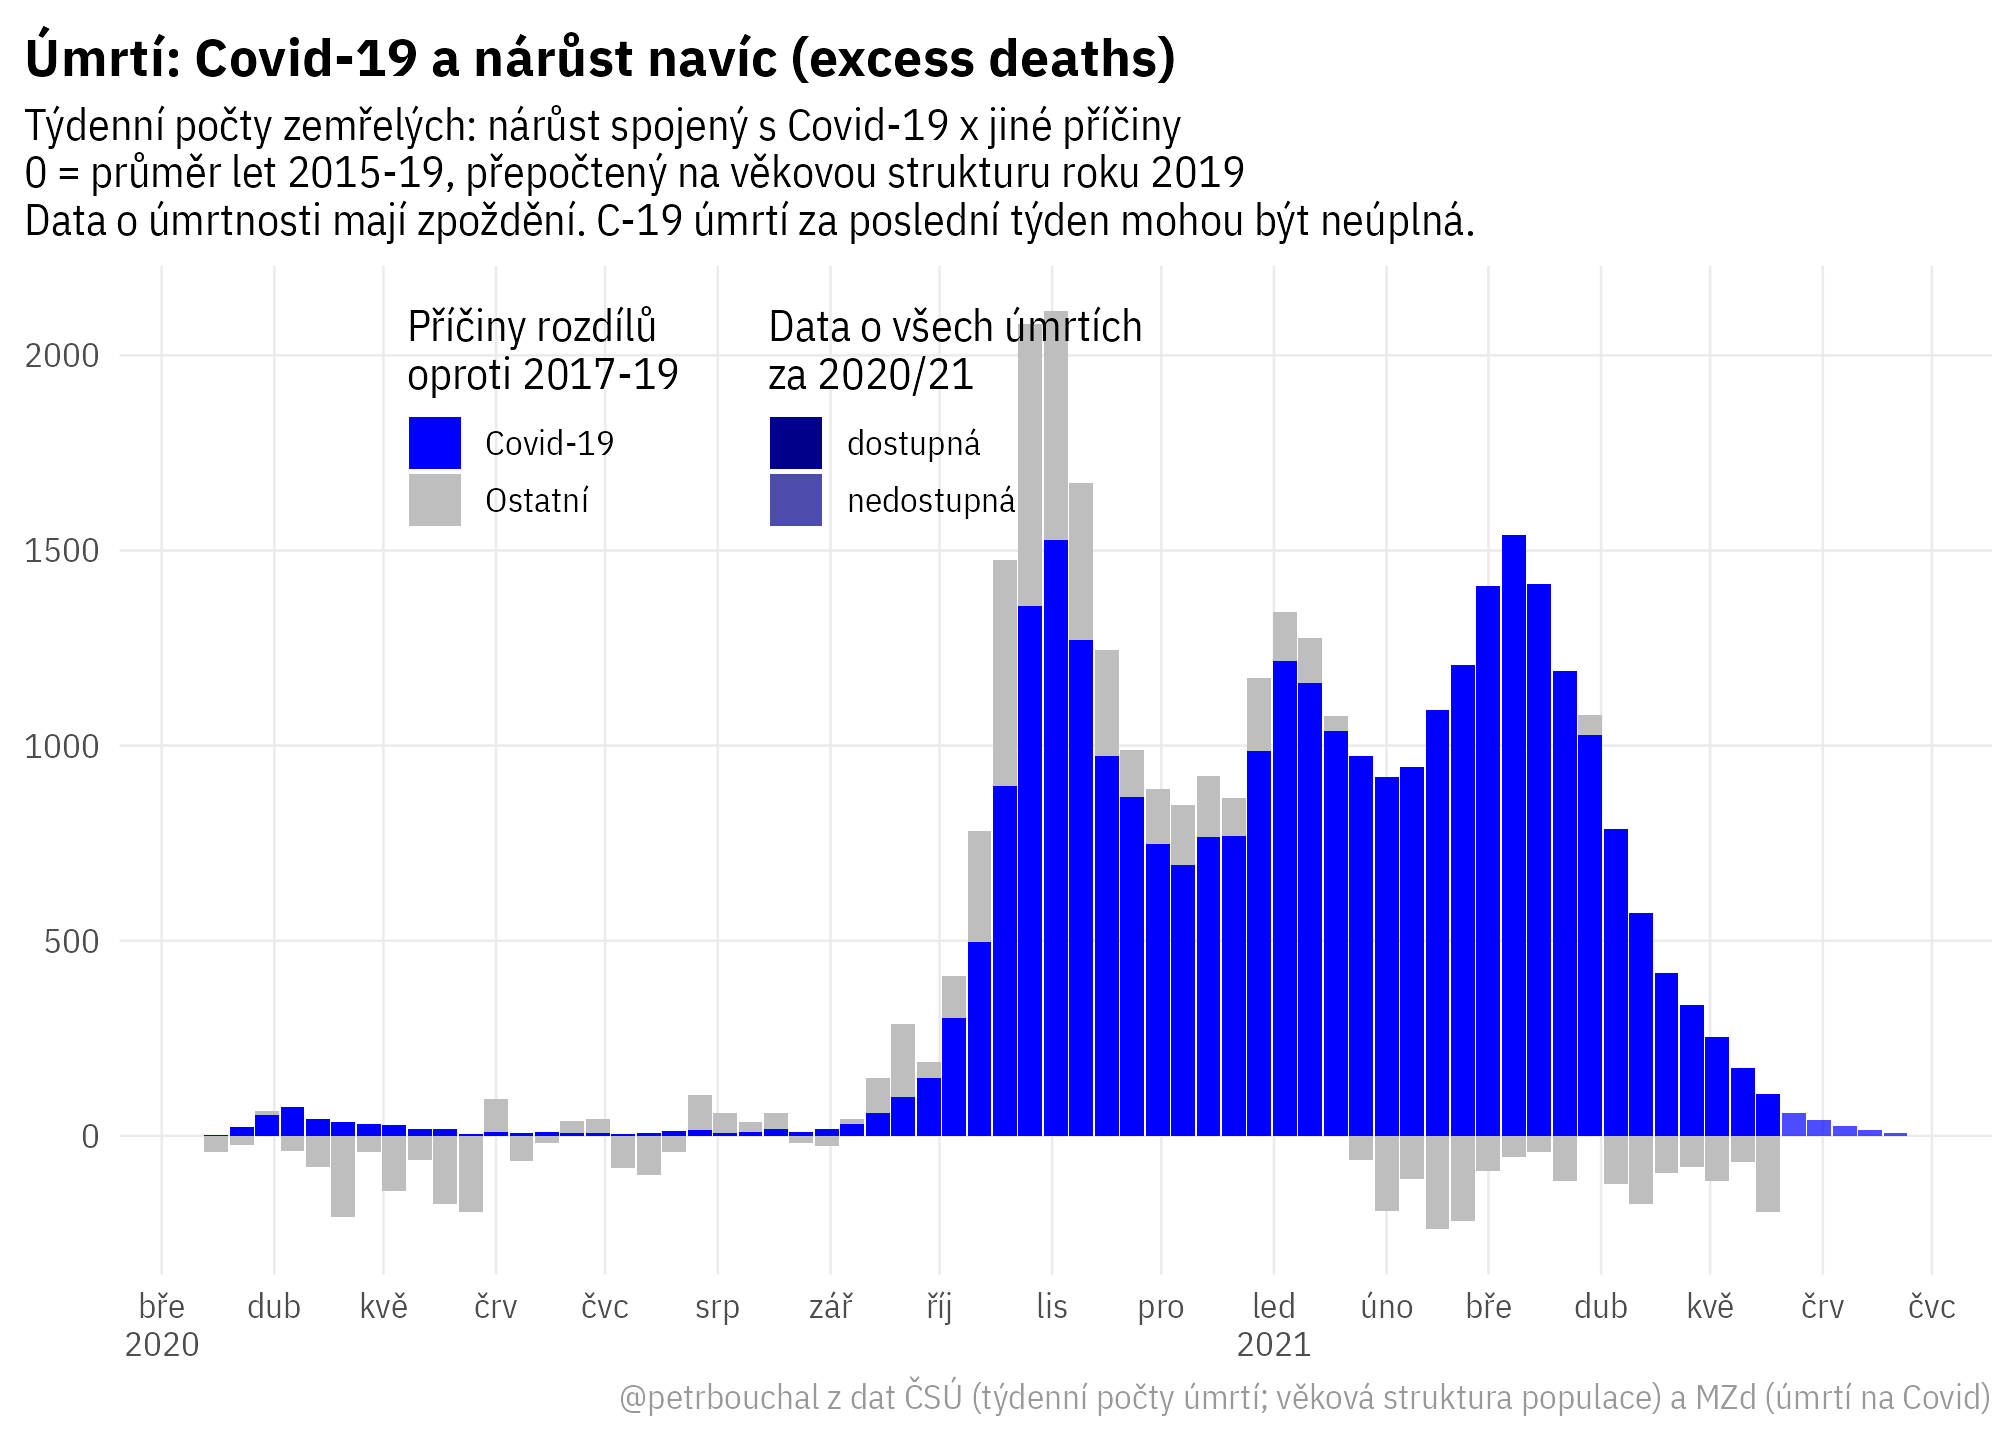 Úmrtí: Covid-19 a nárůst navíc (excess deaths)
Týdenní počty zemřelých: nárůst spojený s Covid-19 x jiné příčiny
0 = průměr let 2015-19, přepočtený na věkovou strukturu roku 2019
Data o úmrtnosti mají zpoždění. C-19 úmrtí za poslední týden mohou být neúplná.
Příčiny rozdílů
oproti 2017-19
Covid-19
Ostatní
Data o všech úmrtích
za 2020/21
dostupná
nedostupná
2000
1500
1000
500
0
bře dub kvě črv čvc srp zář říj lis pro led úno bře dub kvě črv čvc
2020 2021
@petrbouchal z dat ČSÚ (týdenní počty úmrtí; věková struktura populace) a MZd (úmrtí na Covid)